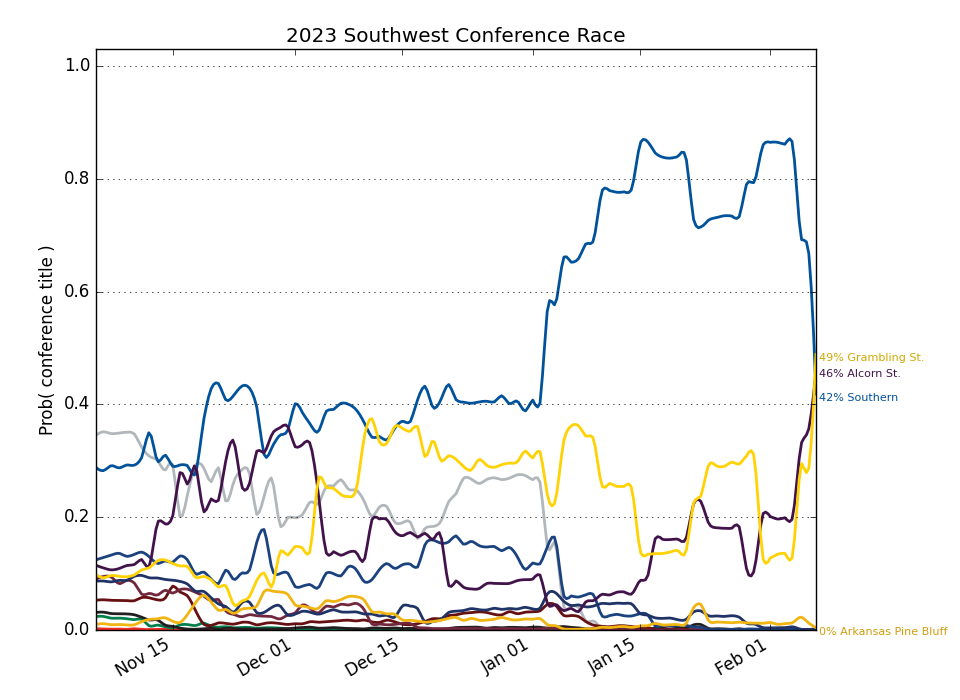 2023 Southwest Conference Race
1.0
0.8
0.6
0.4
0.2
0.0
Prob( conference title )
49% Grambling St.
46% Alcorn St.
42% Southern
0% Arkansas Pine Bluff
Nov 15
Dec 01
Dec 15
Jan 01
Jan 15
Feb 01